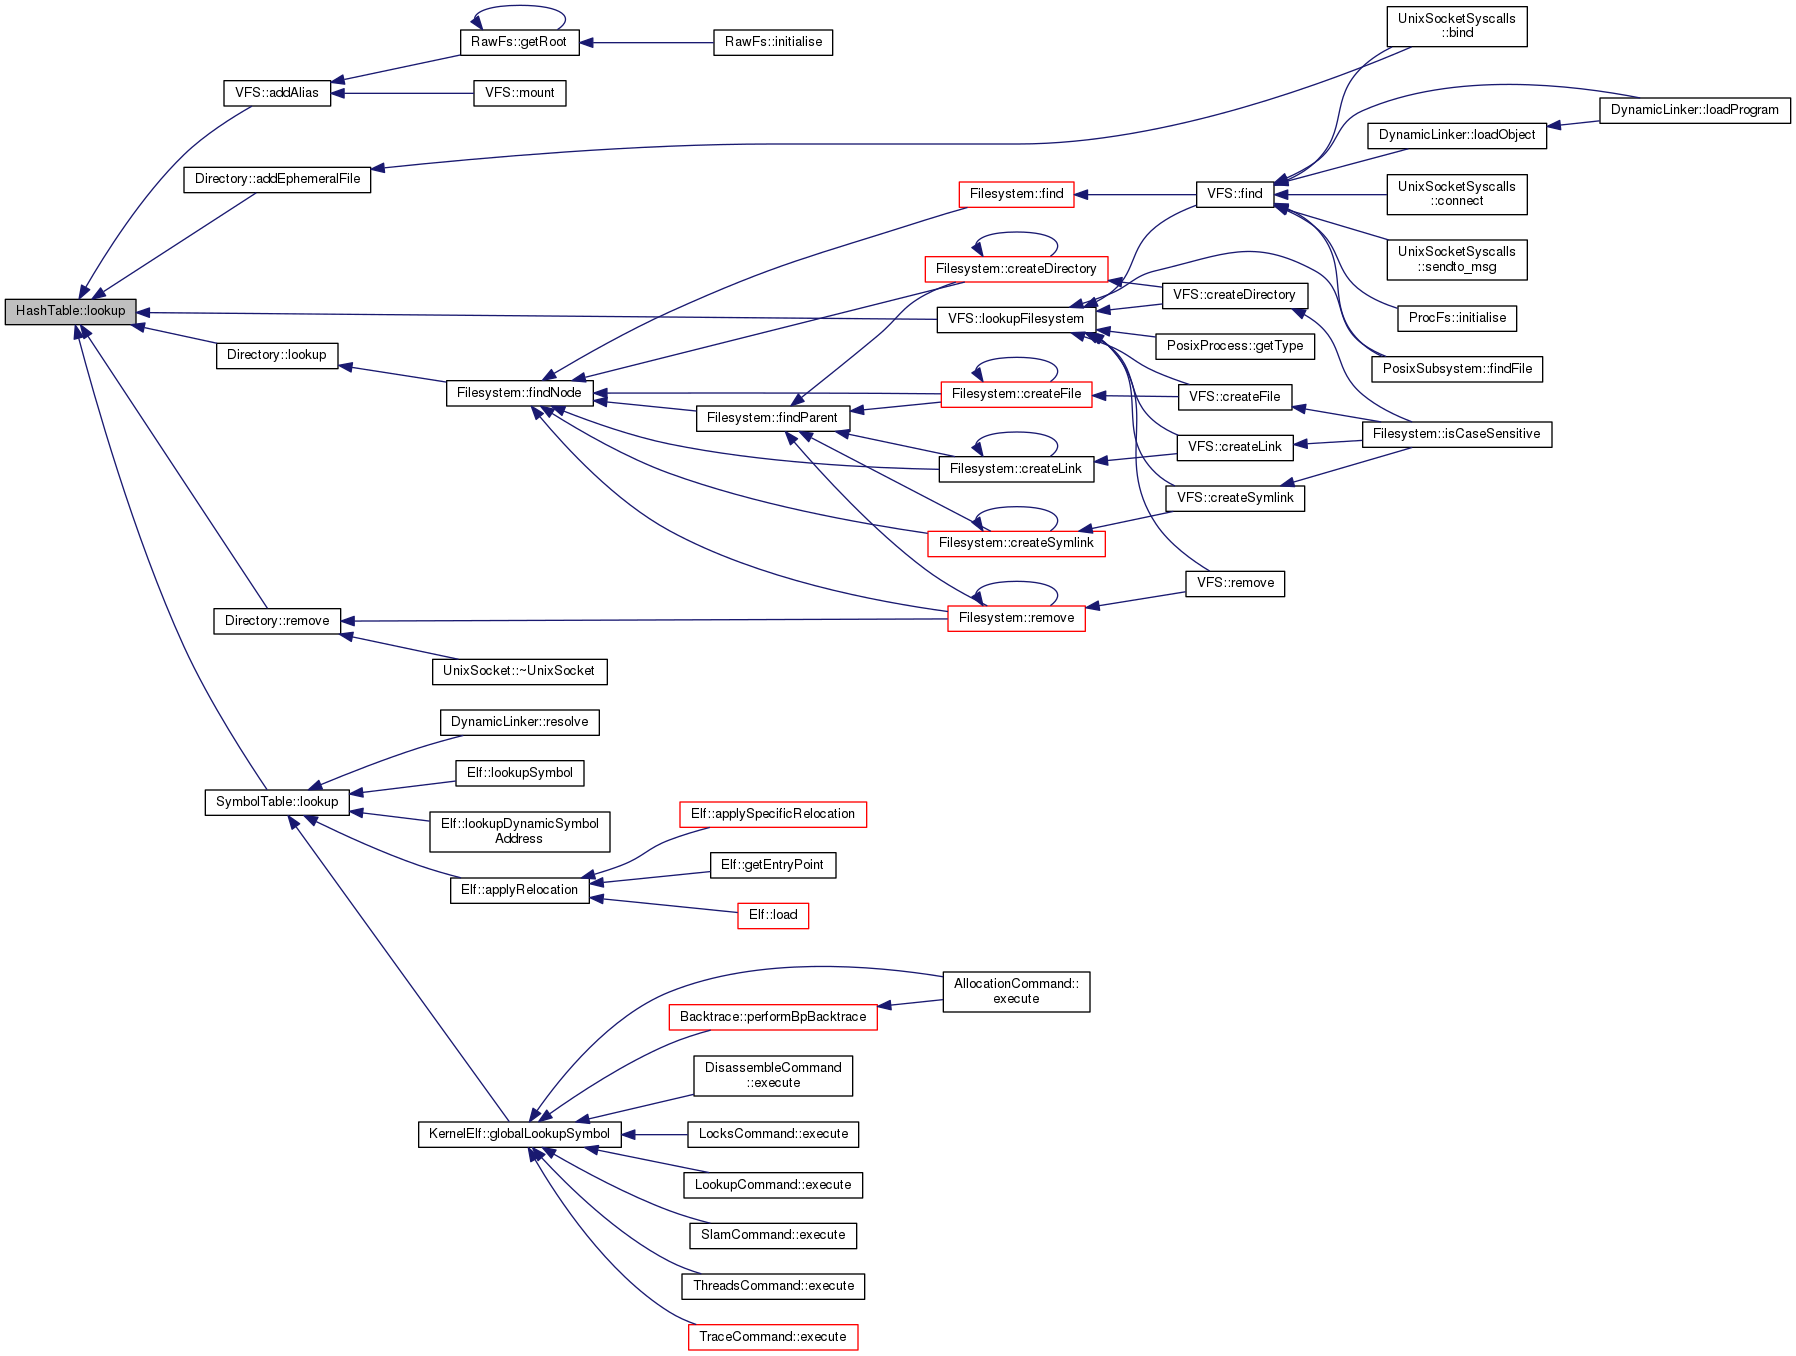 HashTable::lookup
VFS::addAlias
RawFs::getRoot
RawFs::initialise
VFS::mount
Directory::addEphemeralFile
UnixSocketSyscalls
::bind
Directory::lookup
Filesystem::findNode
Filesystem::find
VFS::find
DynamicLinker::loadProgram
DynamicLinker::loadObject
UnixSocketSyscalls
::connect
UnixSocketSyscalls
::sendto_msg
ProcFs::initialise
PosixSubsystem::findFile
Filesystem::createDirectory
VFS::createDirectory
VFS::lookupFilesystem
PosixProcess::getType
Filesystem::findParent
Filesystem::createFile
VFS::createFile
Filesystem::isCaseSensitive
Filesystem::createLink
VFS::createLink
Filesystem::createSymlink
VFS::createSymlink
Filesystem::remove
VFS::remove
Directory::remove
UnixSocket::~UnixSocket
SymbolTable::lookup
DynamicLinker::resolve
Elf::lookupSymbol
Elf::lookupDynamicSymbol
Address
Elf::applyRelocation
Elf::applySpecificRelocation
Elf::getEntryPoint
Elf::load
KernelElf::globalLookupSymbol
AllocationCommand::
execute
Backtrace::performBpBacktrace
DisassembleCommand
::execute
LocksCommand::execute
LookupCommand::execute
SlamCommand::execute
ThreadsCommand::execute
TraceCommand::execute